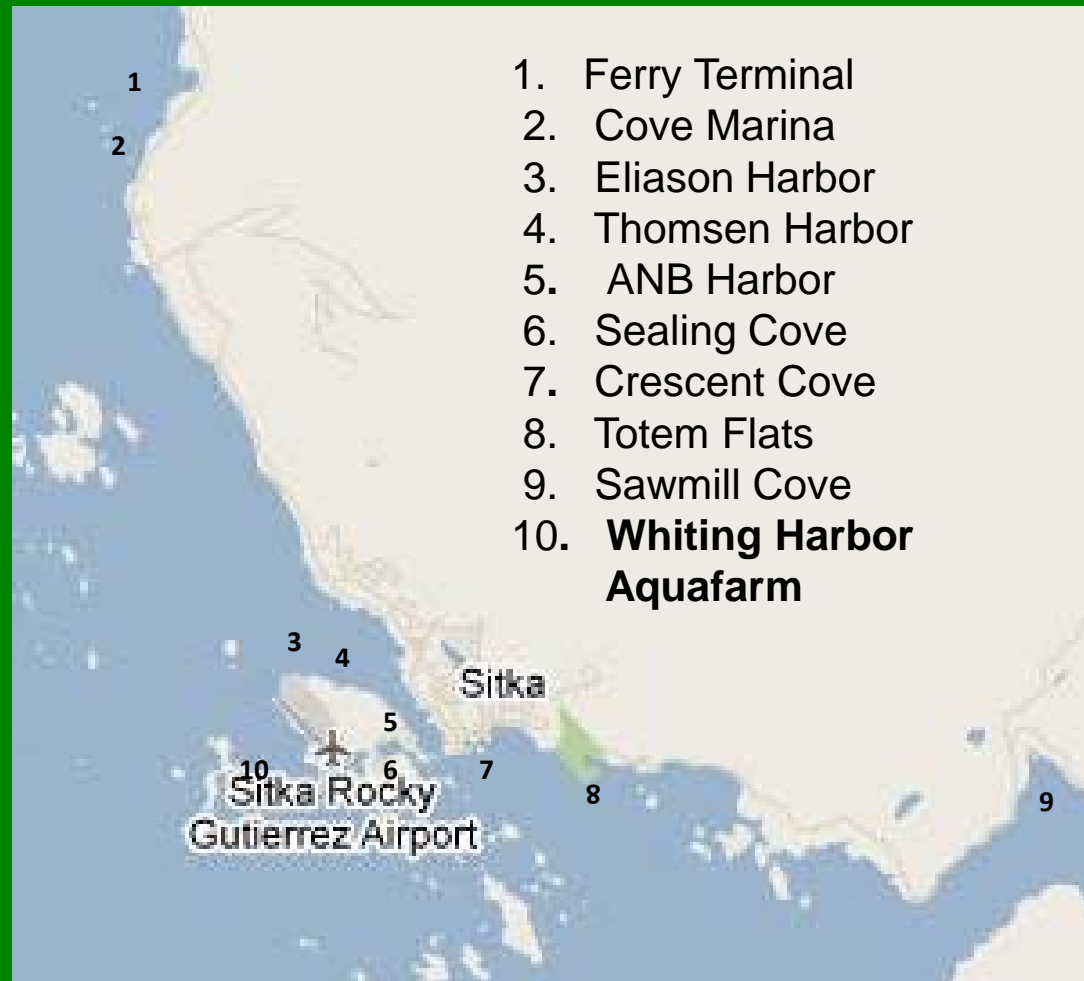 1. Ferry Terminal
2. Cove Marina
3. Eliason Harbor
4. Thomsen Harbor
5. ANB Harbor
6. Sealing Cove
7. Crescent Cove
8. Totem Flats
9. Sawmill Cove
10. Whiting Harbor
Aquafarm
1
2
3
4
Sitka
5
10
6
7
8
9
Sitka Rocky
Gutierrez Airport